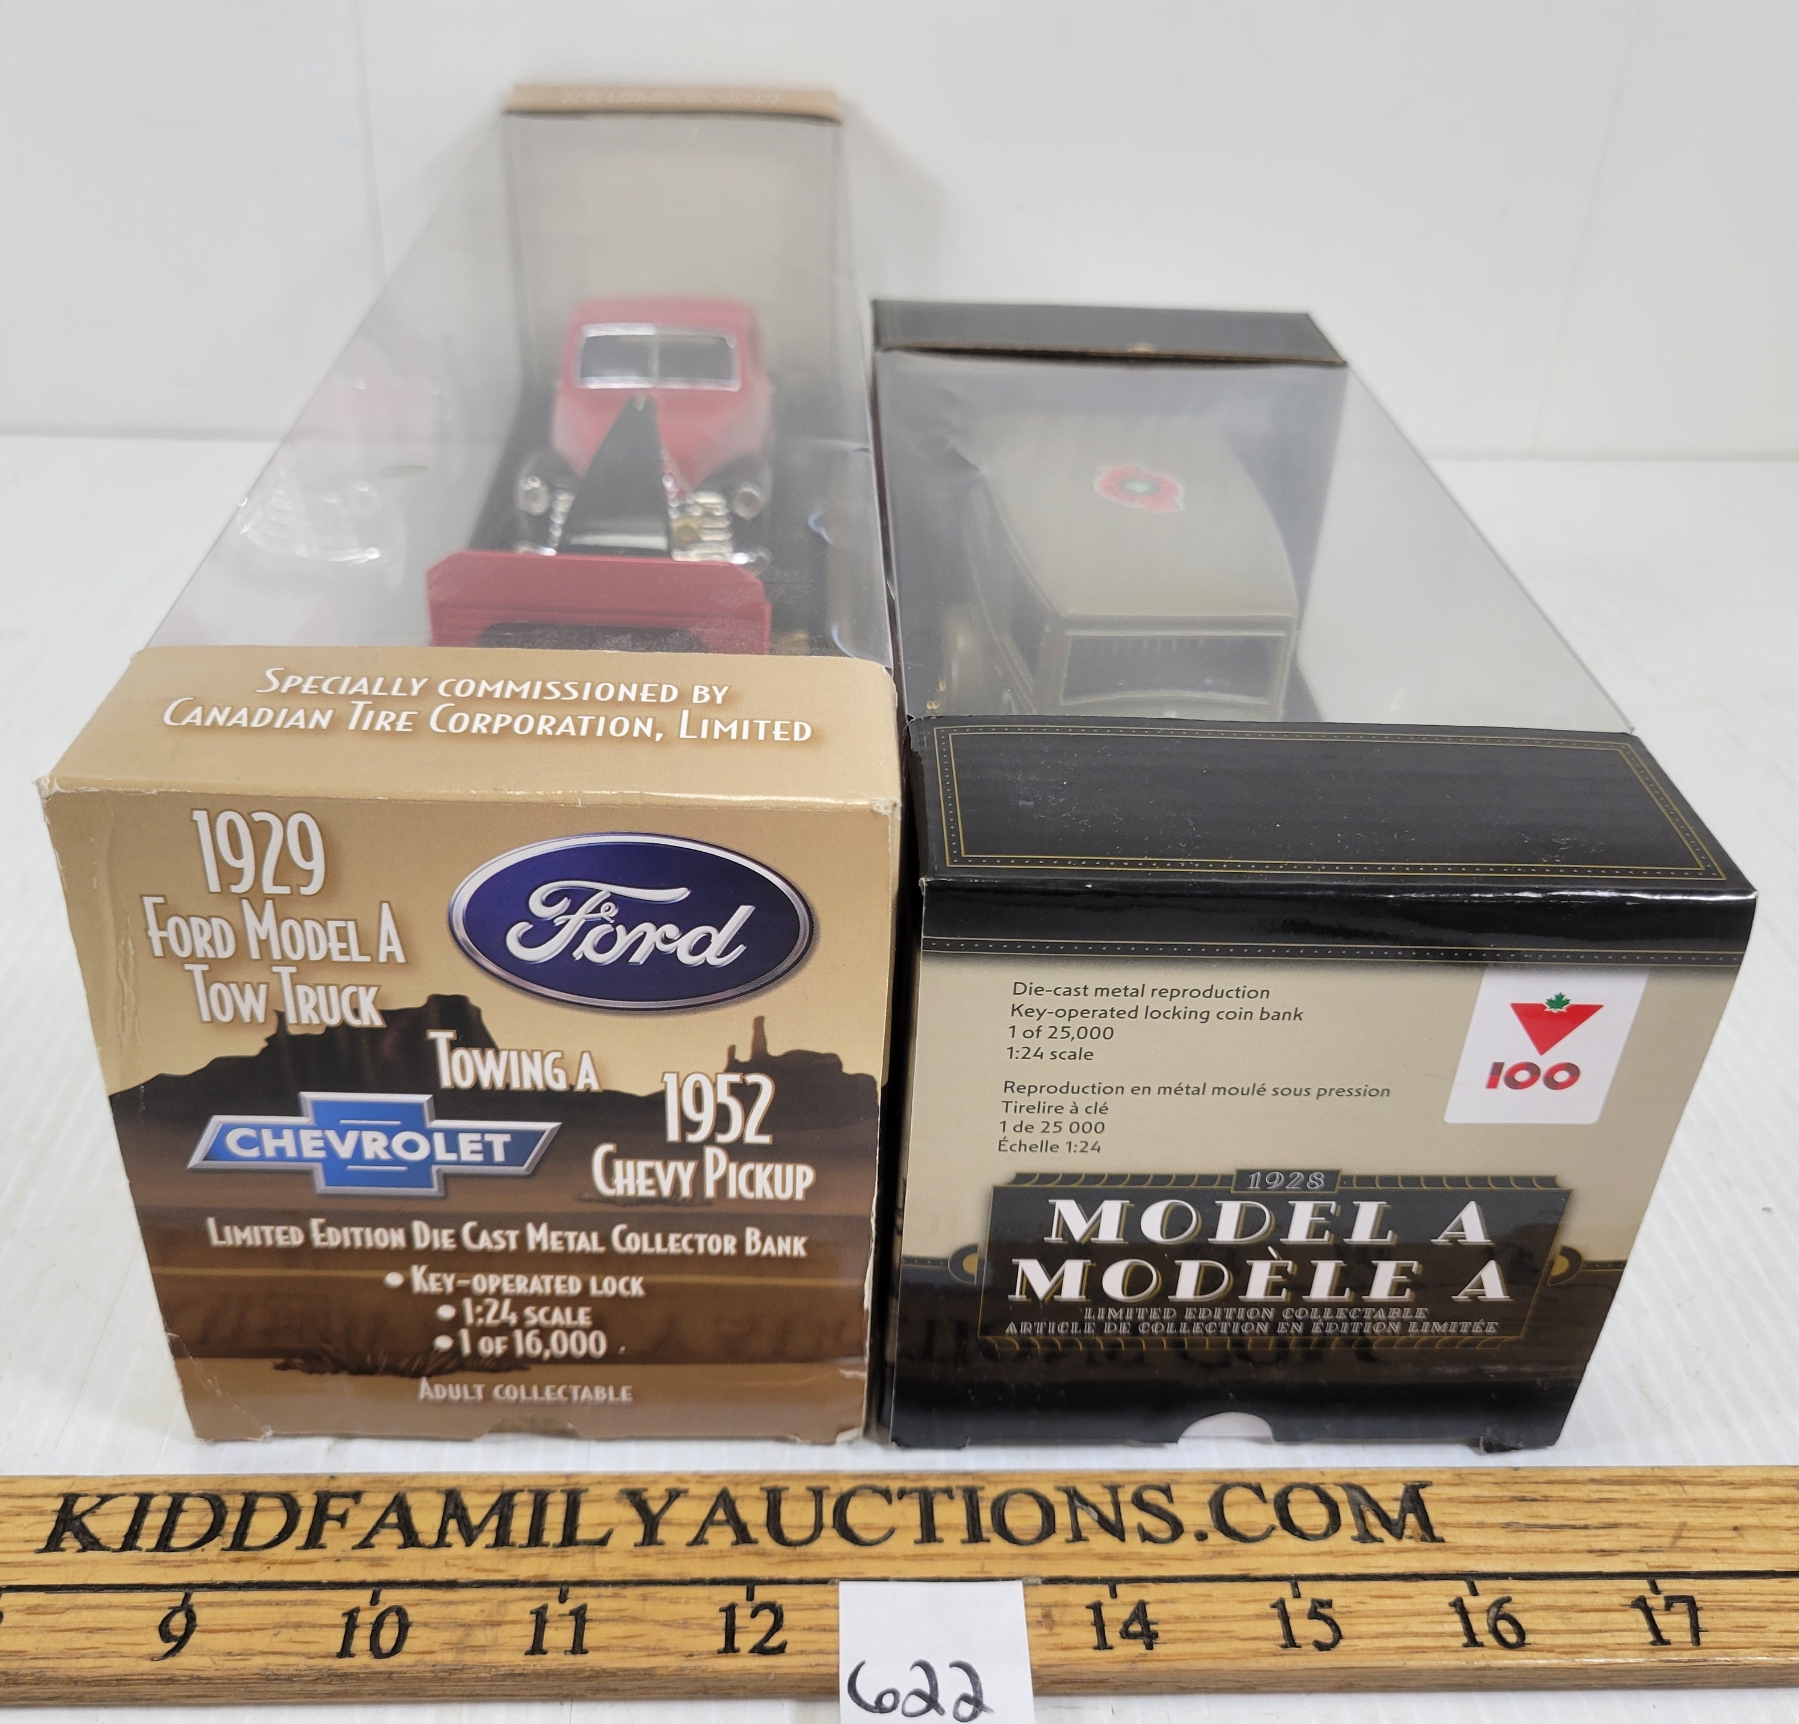 Specially commissioned by
Canadian Tire Corporation, Limited
1929
Ford Model A
Tow Truck
Ford
Towing a
CHEVROLET
1952
Chevy Pickup
Limited Edition Die Cast Metal Collector Bank
• Key-operated lock
• 1:24 scale
• 1 of 16,000
Adult collectable
Die-cast metal reproduction
Key-operated locking coin bank
1 of 25,000
1:24 scale
Reproduction en métal moulé sous pression
Tirelire à clé
1 de 25 000
Échelle 1:24
100
1928
MODEL A
MODÈLE A
LIMITED EDITION COLLECTABLE
ARTICLE DE COLLECTION EN ÉDITION LIMITÉE
KIDDFAMILYAUCTIONS.COM
9 10 11 12 14 15 16 17
622